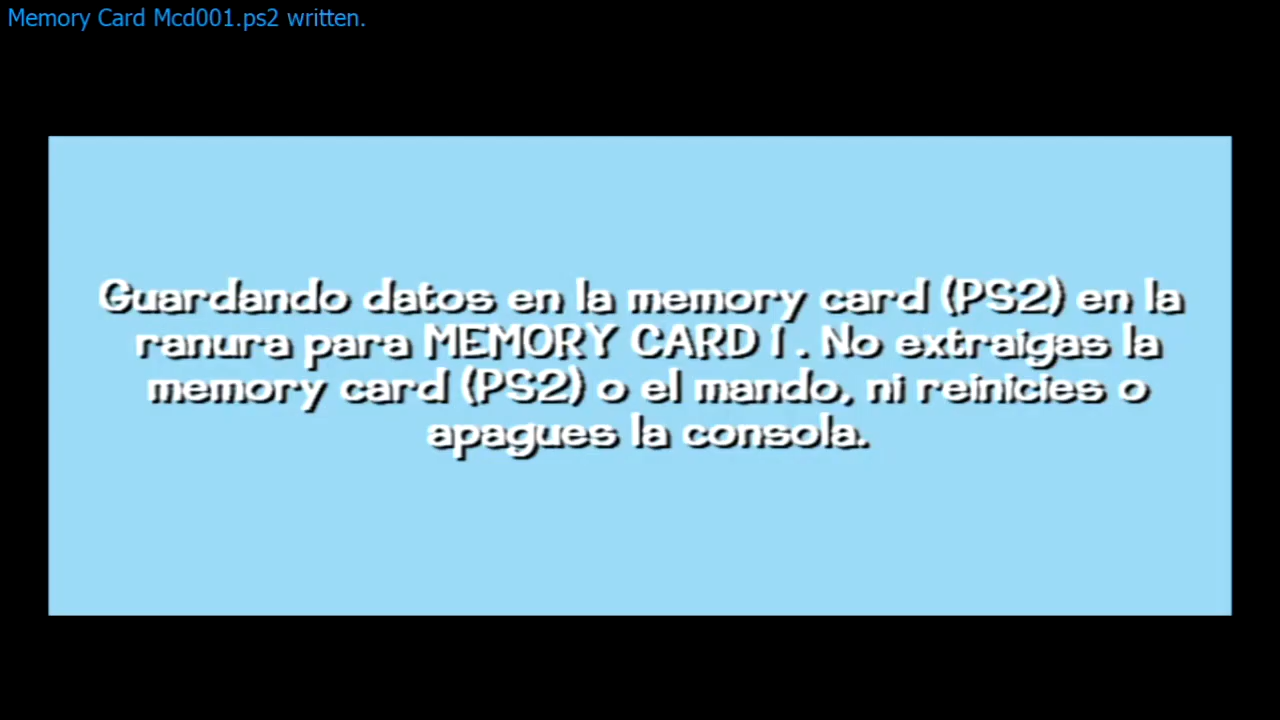 Memory Card Mcd001.ps2 written.
Guardando datos en la memory card (PS2) en la
ranura para MEMORY CARD 1. No extraigas la
memory card (PS2) o el mando, ni reinicies o
apagues la consola.